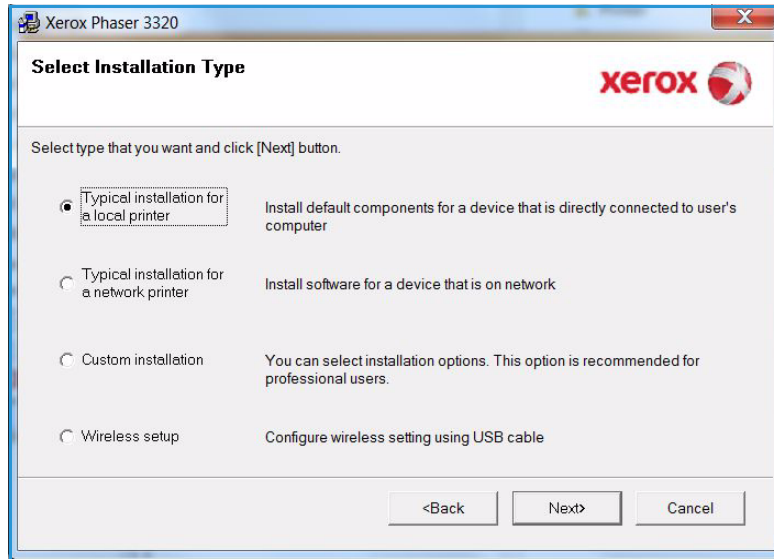 Xerox Phaser 3320
Select Installation Type
xerox
Select type that you want and click [Next] button.
Typical installation for
a local printer
Install default components for a device that is directly connected to user's
computer
Typical installation for
a network printer
Install software for a device that is on network
Custom installation
You can select installation options. This option is recommended for
professional users.
Wireless setup
Configure wireless setting using USB cable
<Back
Next>
Cancel